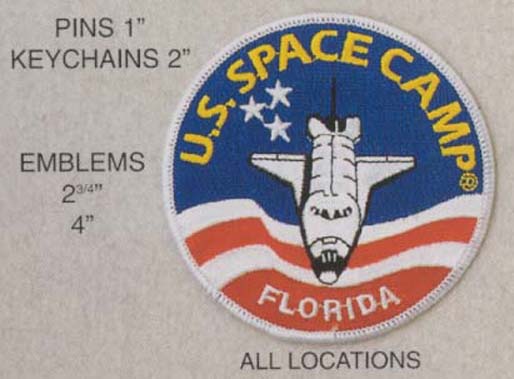 PINS 1”
KEYCHAINS 2”
EMBLEMS
2 3/4”
4”
U.S. SPACE CAMP®
FLORIDA
ALL LOCATIONS